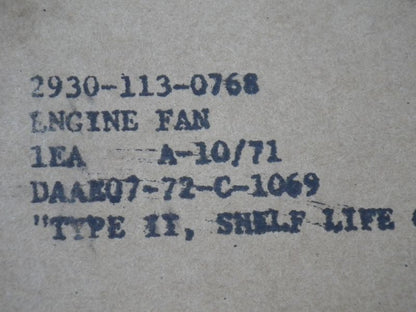 2930-113-0768
ENGINE FAN
1EA A-10/71
DAAE07-72-C-1069
"TYPE II, SHELF LIFE